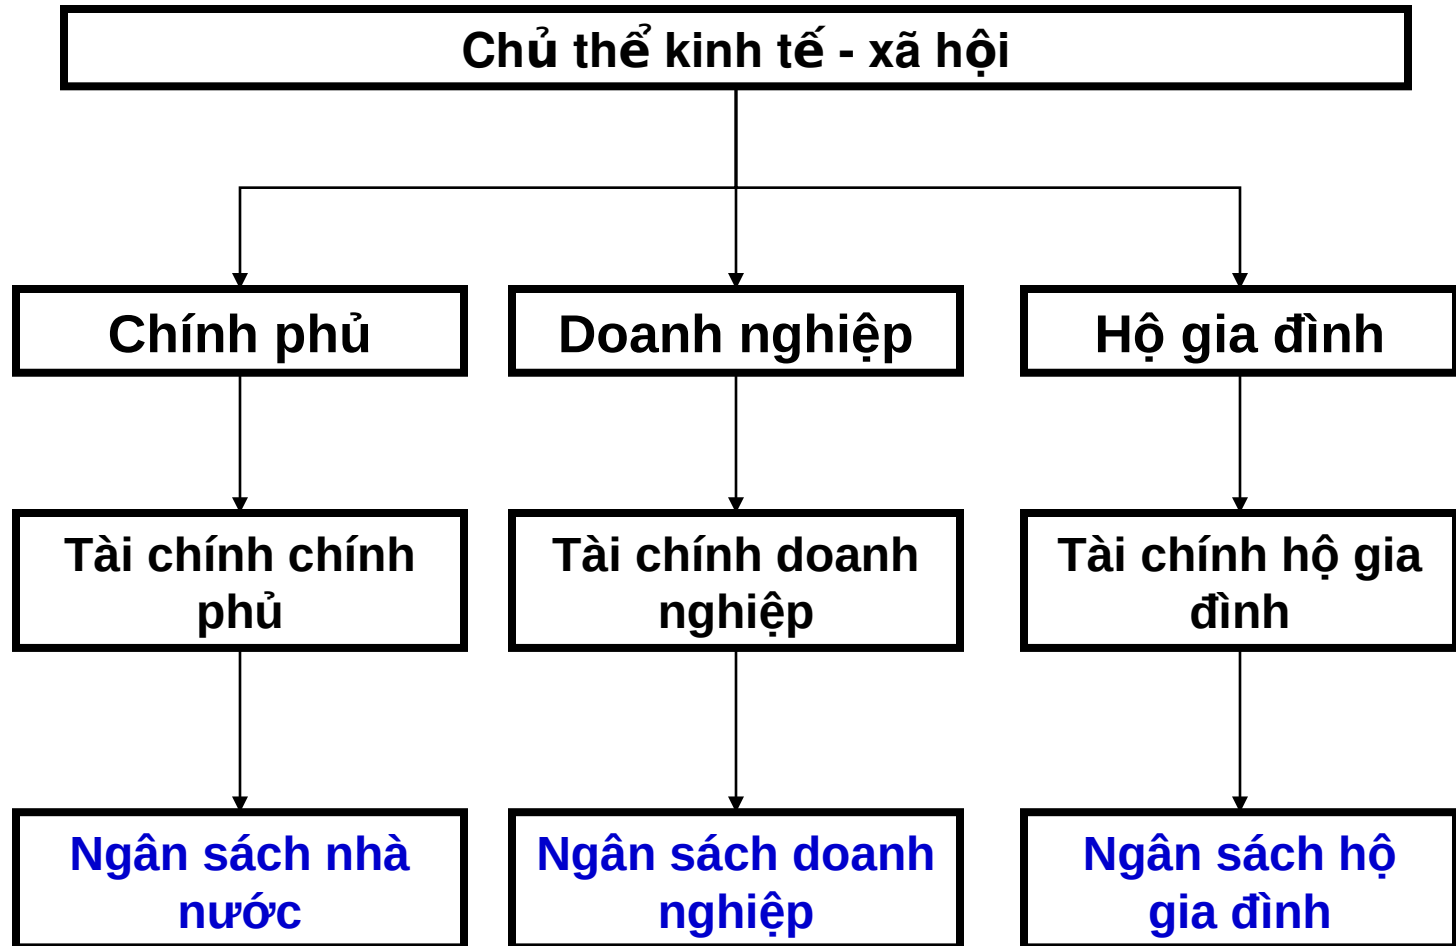 Chủ thể kinh tế - xã hội
Chính phủ
Doanh nghiệp
Hộ gia đình
Tài chính chính
phủ
Tài chính doanh
nghiệp
Tài chính hộ gia
đình
Ngân sách nhà
nước
Ngân sách doanh
nghiệp
Ngân sách hộ
gia đình